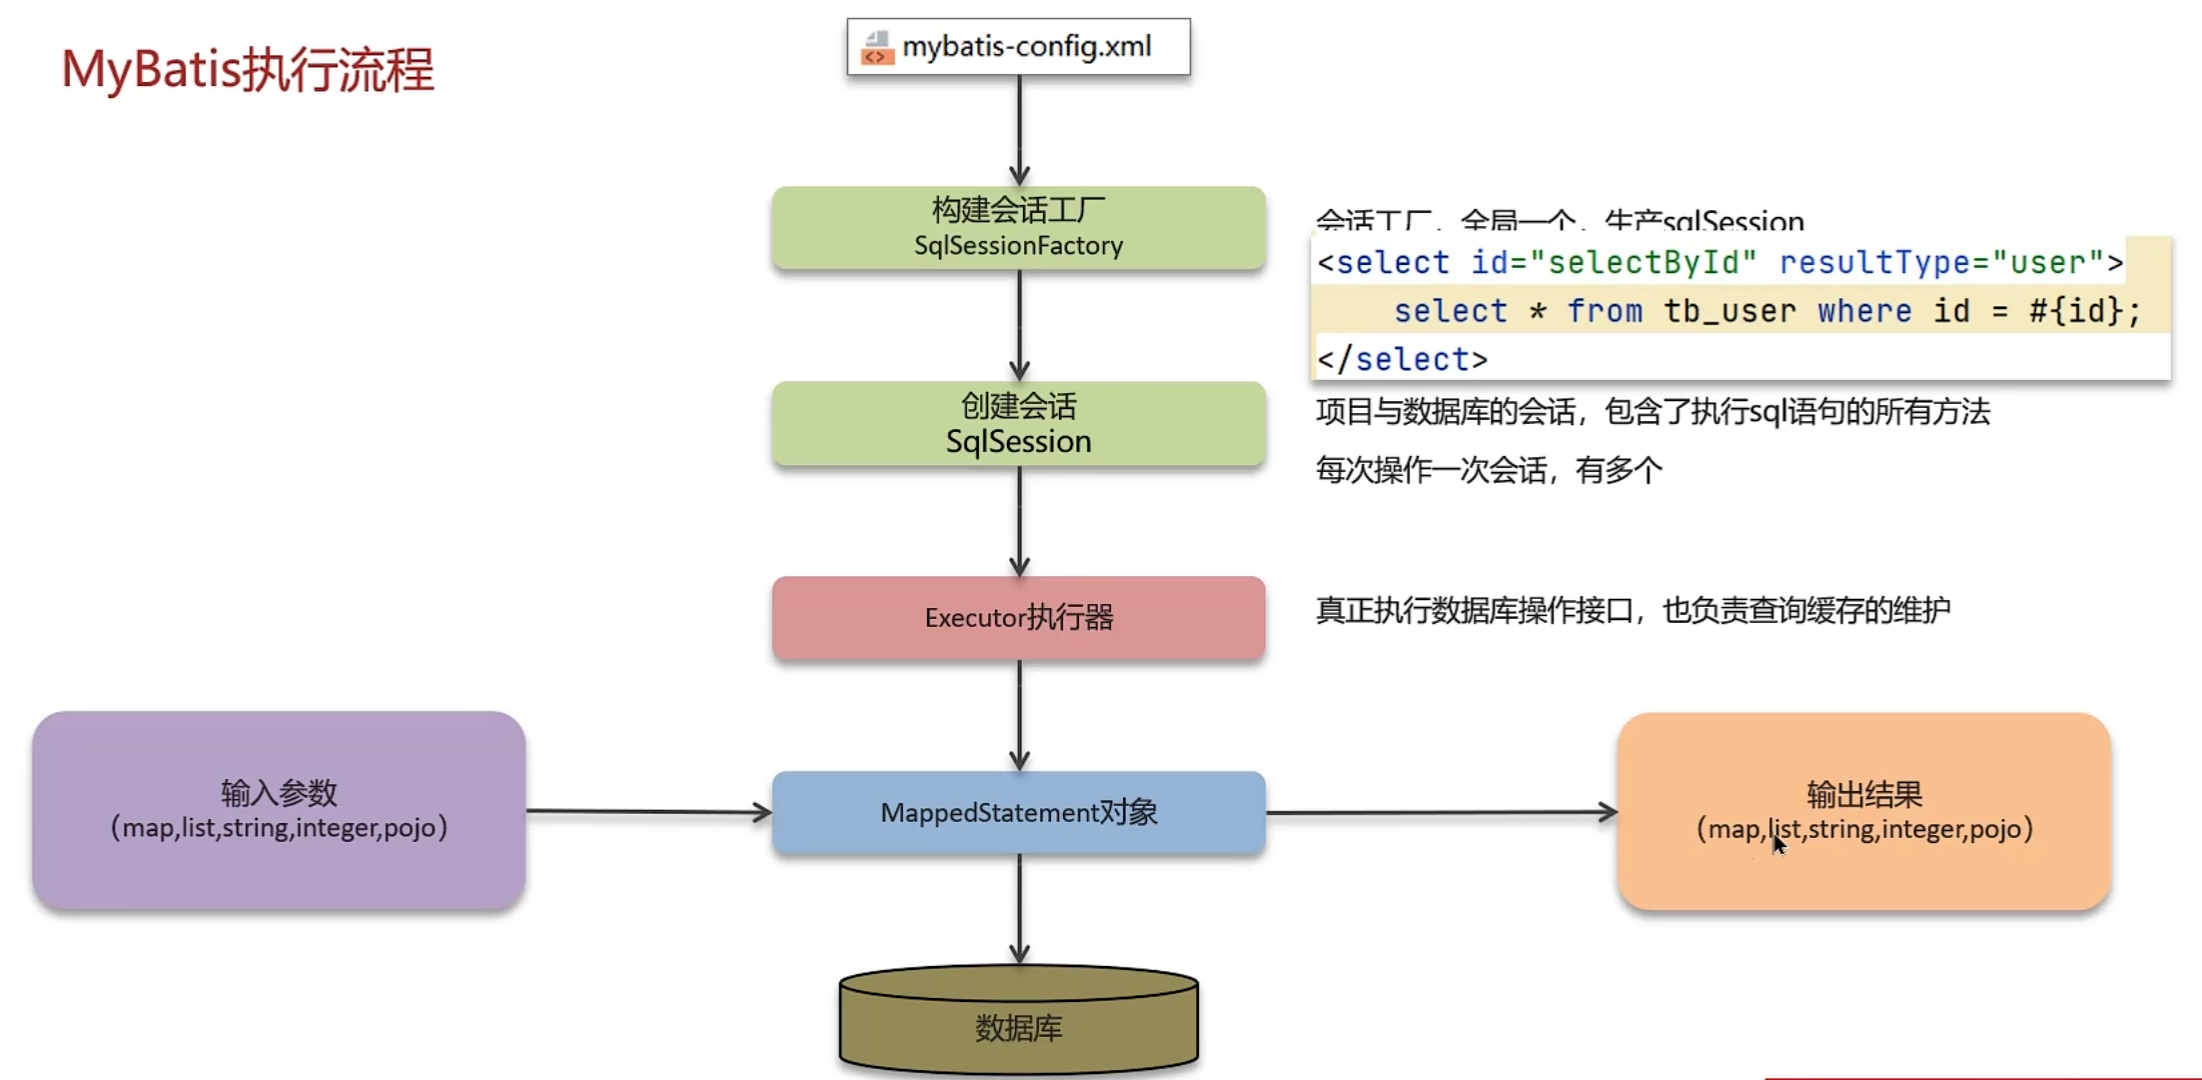 MyBatis执行流程
mybatis-config.xml
构建会话工厂
SqlSessionFactory
会话工厂，全局一个，生产sqlSession
<select id="selectById" resultType="user">
select * from tb_user where id = #{id};
</select>
创建会话
SqlSession
项目与数据库的会话，包含了执行sql语句的所有方法
每次操作一次会话，有多个
Executor执行器
真正执行数据库操作接口，也负责查询缓存的维护
输入参数
（map,list,string,integer,pojo）
MappedStatement对象
输出结果
（map,list,string,integer,pojo）
数据库